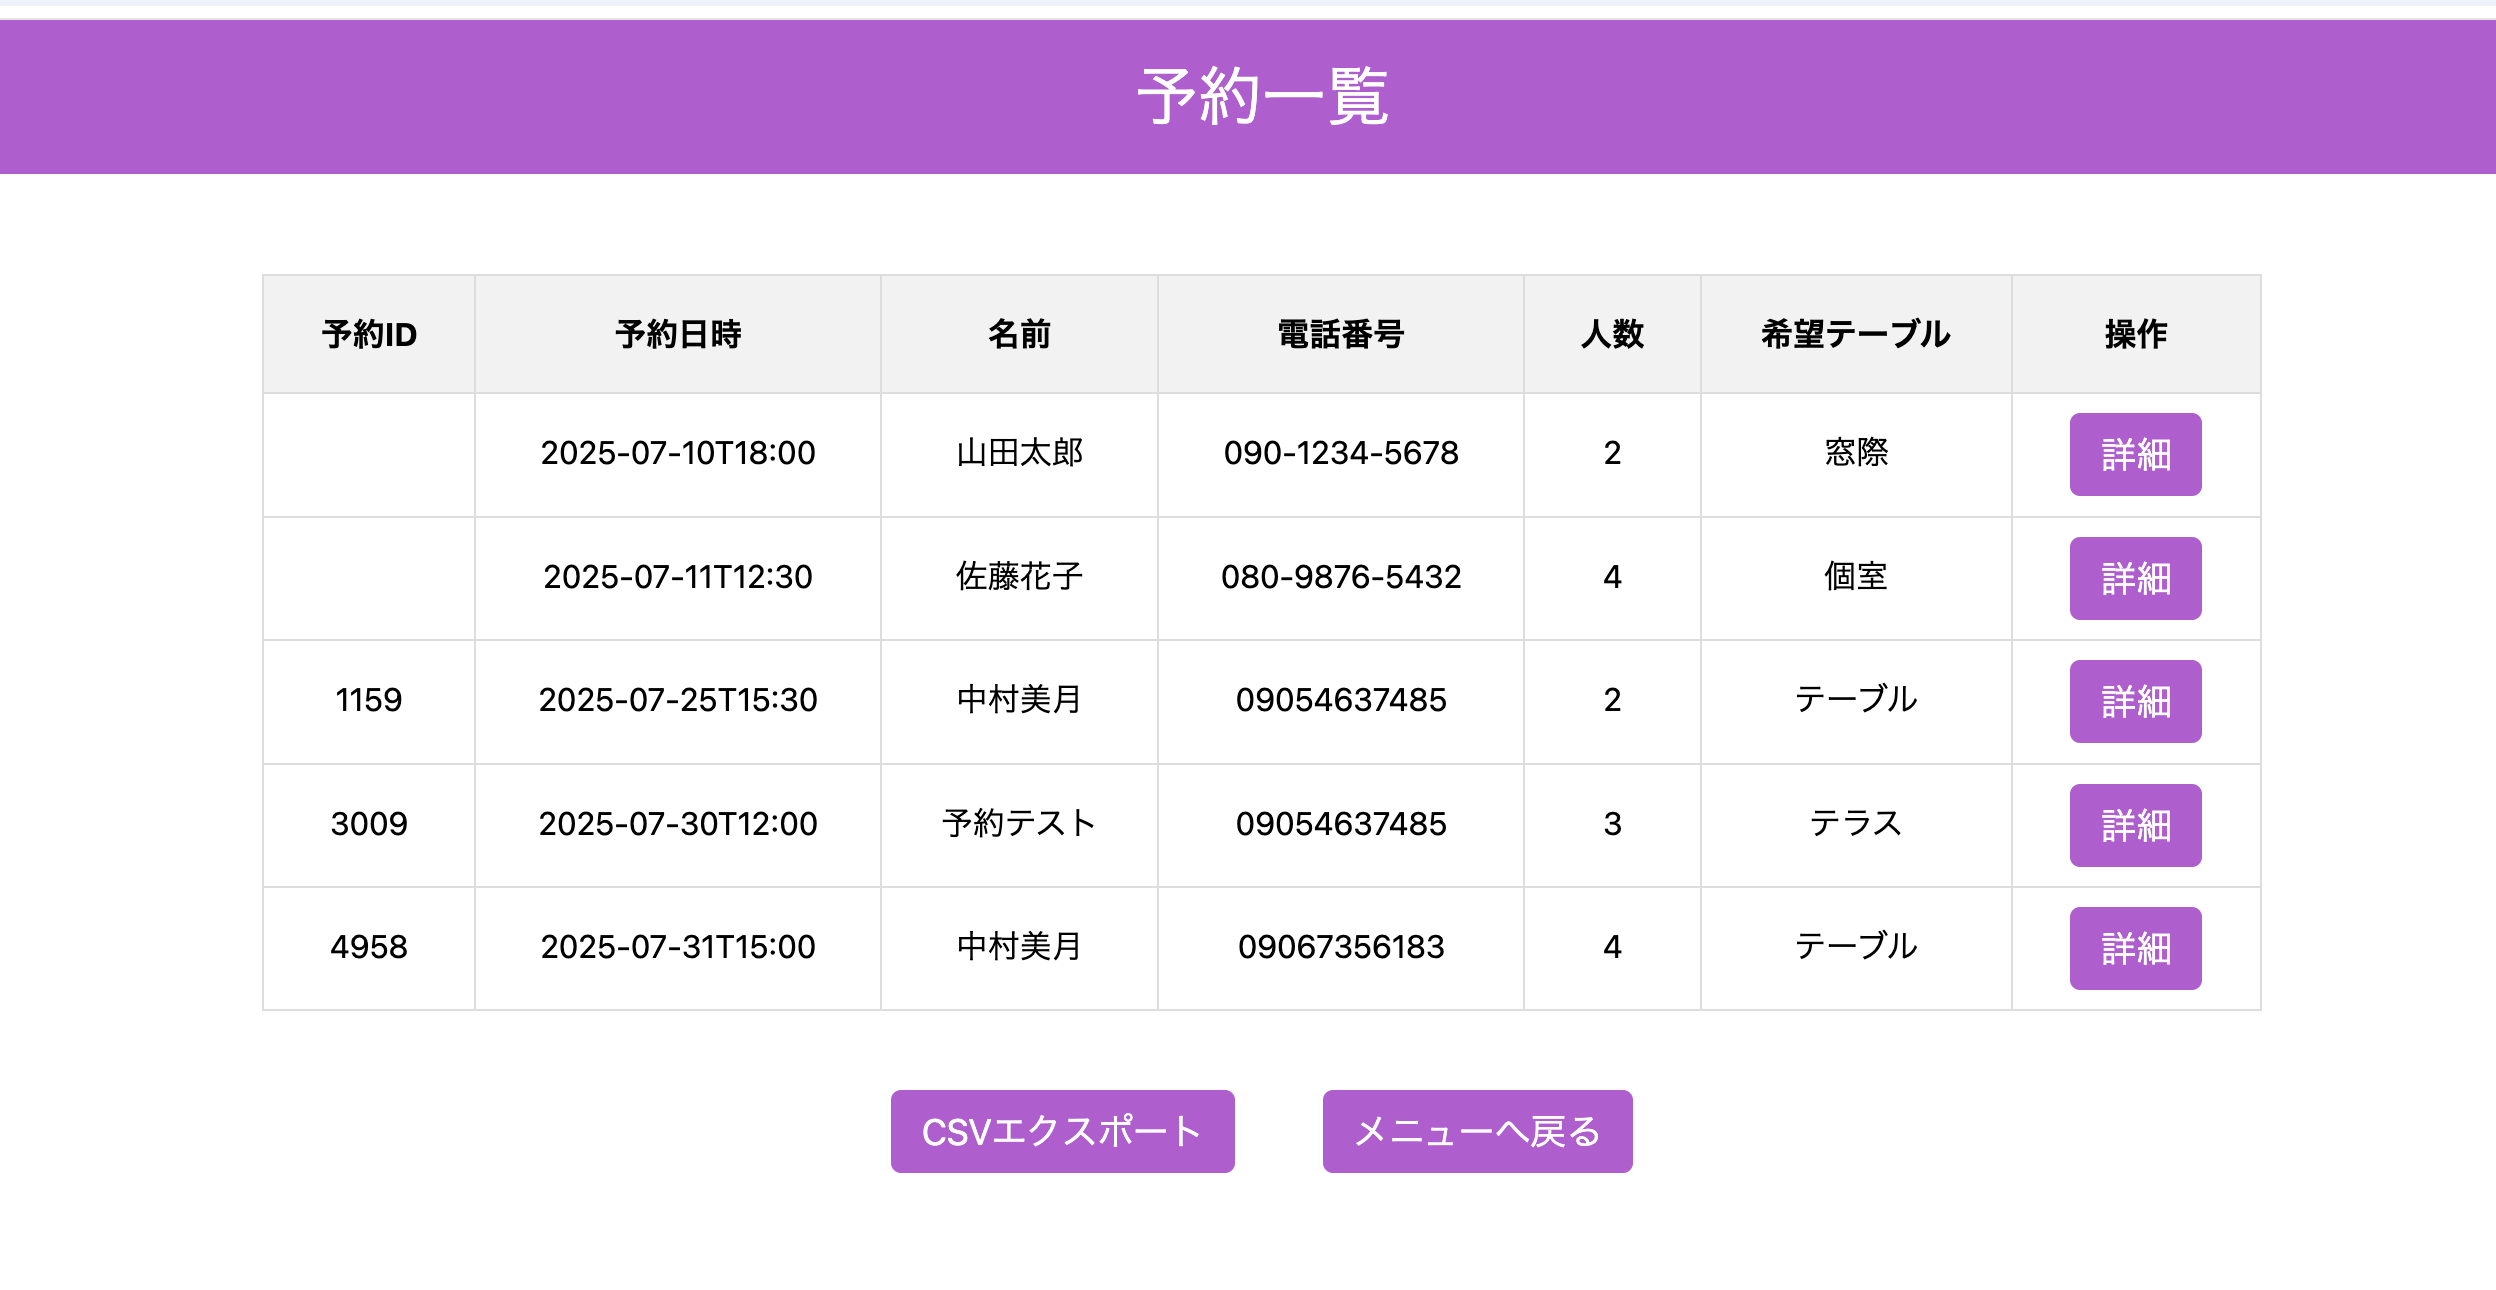 予約一覧
予約ID 予約日時 名前 電話番号 人数 希望テーブル 操作
2025-07-10T18:00 山田太郎 090-1234-5678 2 窓際 詳細
2025-07-11T12:30 佐藤花子 080-9876-5432 4 個室 詳細
1159 2025-07-25T15:30 中村美月 09054637485 2 テーブル 詳細
3009 2025-07-30T12:00 予約テスト 09054637485 3 テラス 詳細
4958 2025-07-31T15:00 中村美月 09067356183 4 テーブル 詳細
CSVエクスポート メニューへ戻る